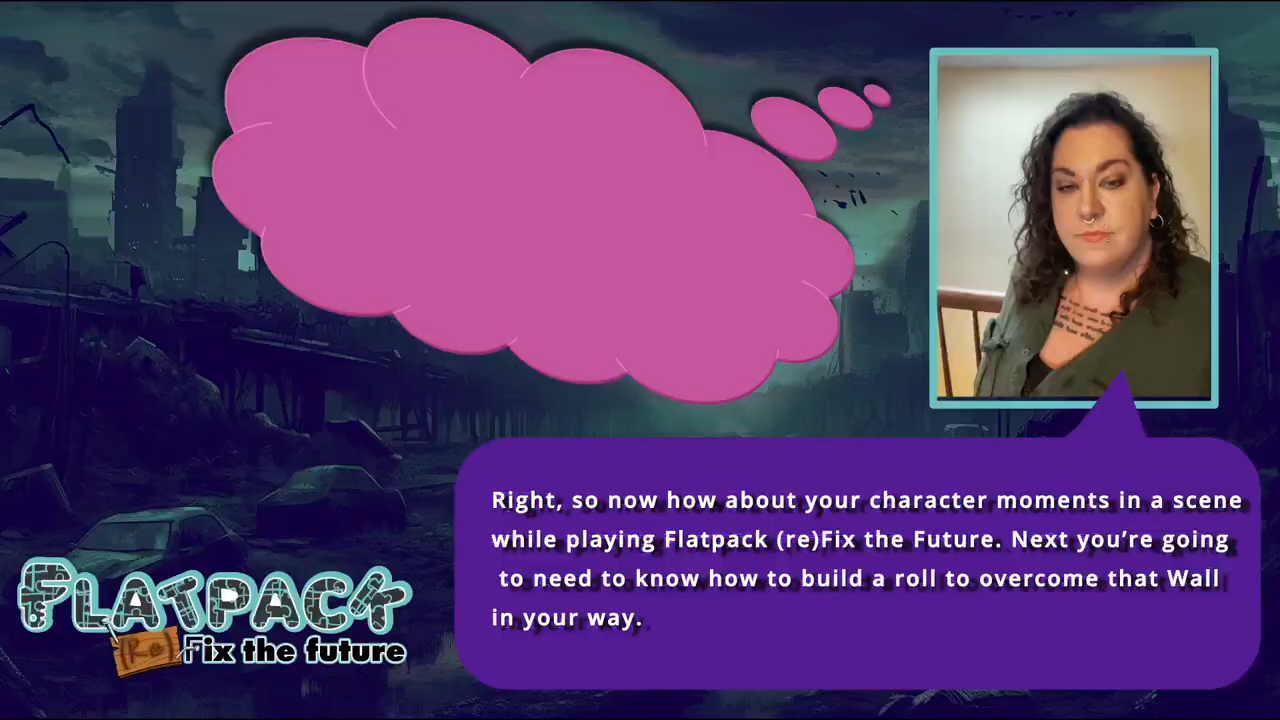 Right, so now how about your character moments in a scene
while playing Flatpack (re)Fix the Future. Next you’re going
to need to know how to build a roll to overcome that Wall
in your way.
FLATPACK
(Re) Fix the future